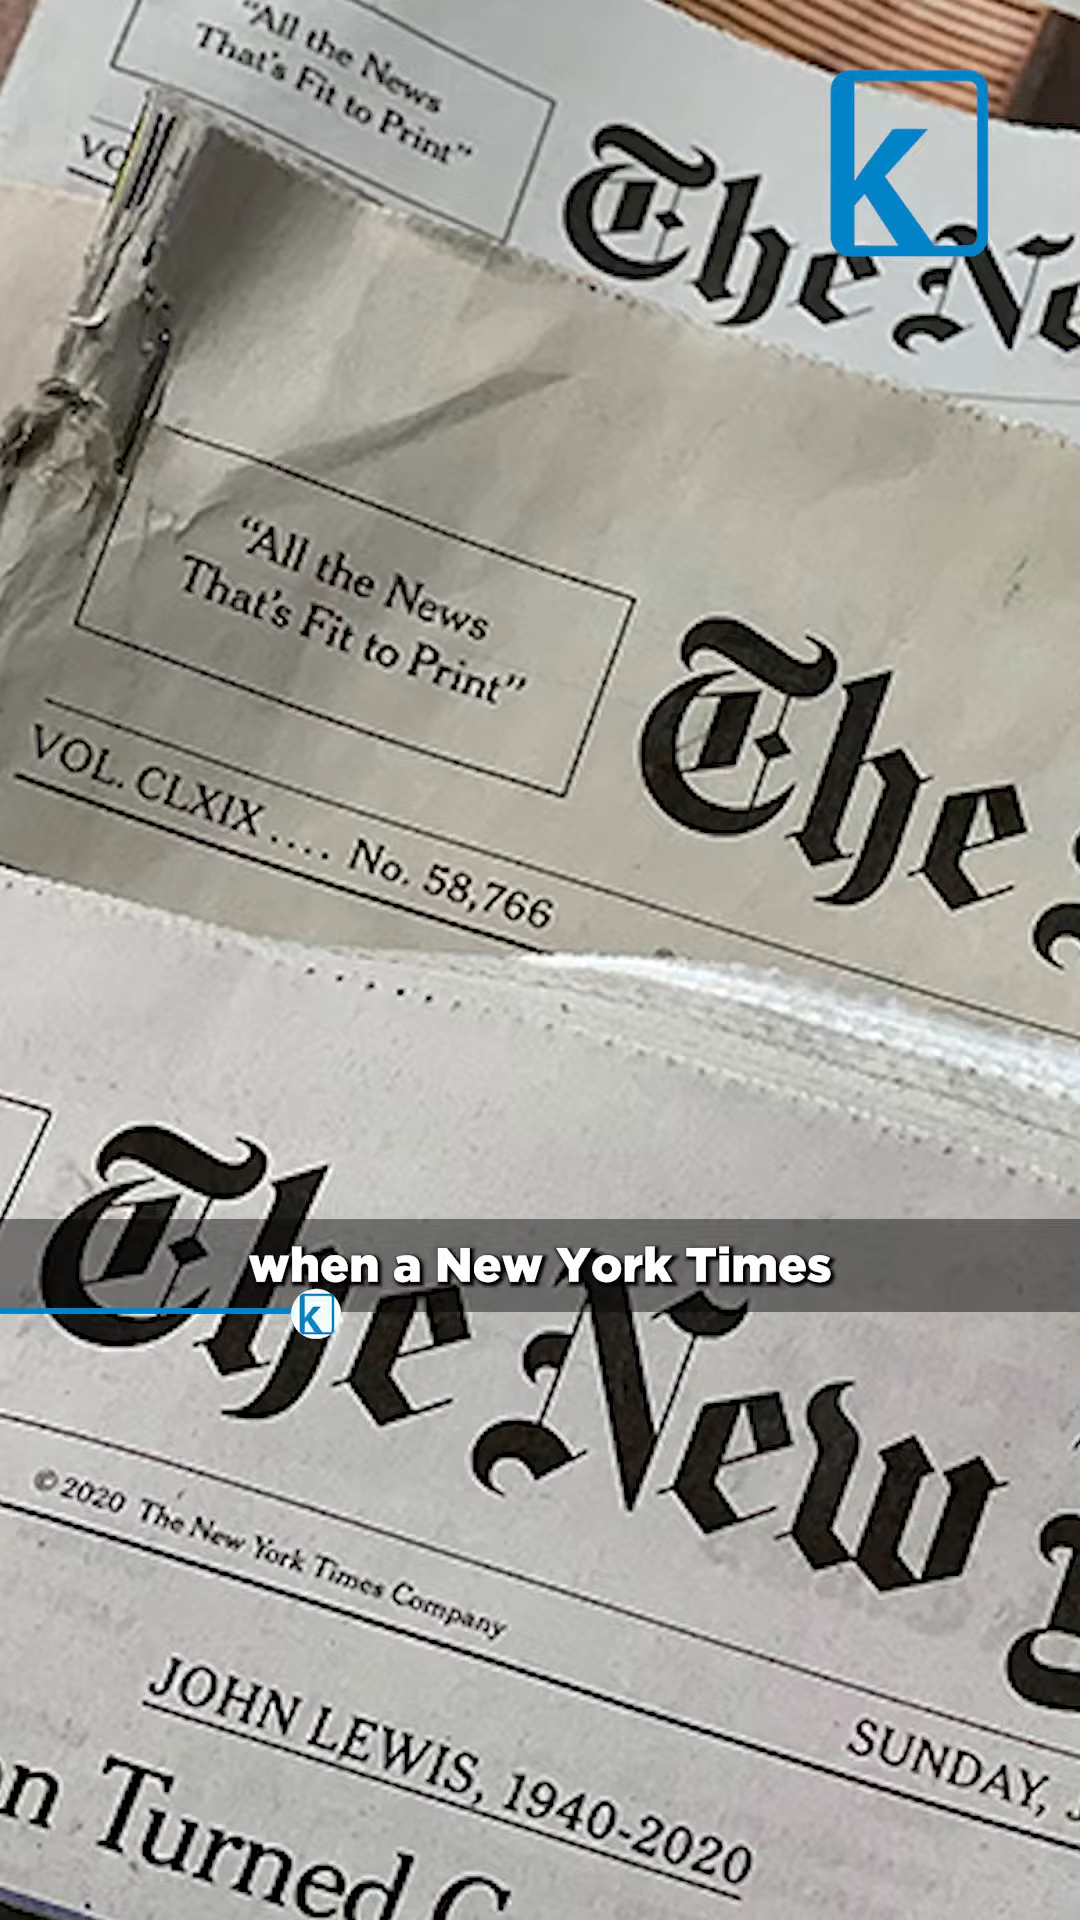 "All the News
That's Fit to Print"
K
The Ne
"All the News
That's Fit to Print"
The
VOL. CLXIX .... No. 58,766
when a New York Times
K
The New
© 2020 The New York Times Company
JOHN LEWIS, 1940-2020
SUNDAY,
Turned